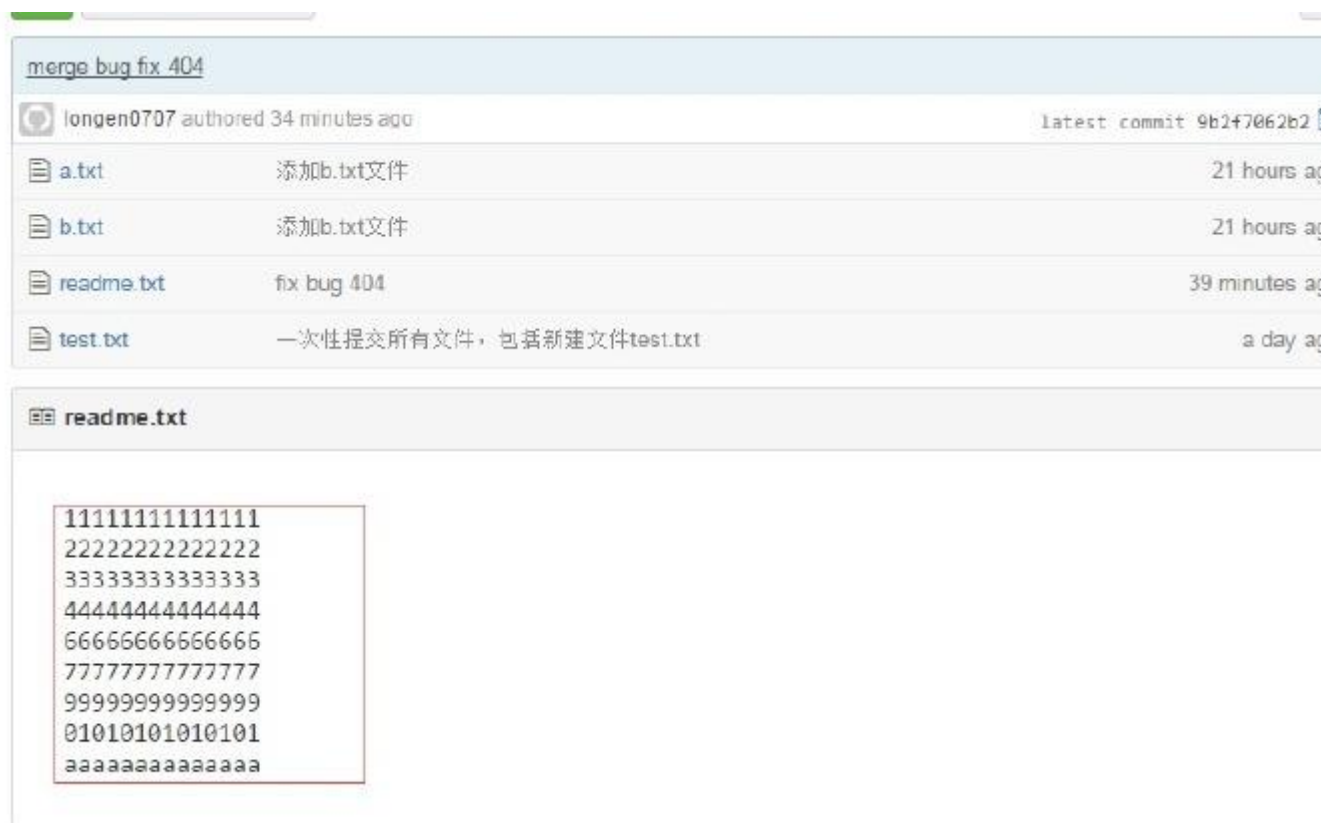 merge bug fix 404
longen0707 authored 34 minutes ago
latest commit 9b2f7062b2
a.txt 添加b.txt文件 21 hours ag
b.txt 添加b.txt文件 21 hours ag
readme.txt fix bug 404 39 minutes ag
test.txt 一次性提交所有文件，包括新建文件test.txt a day ag
readme.txt
11111111111111
22222222222222
33333333333333
44444444444444
66666666666666
77777777777777
99999999999999
01010101010101
aaaaaaaaaaaaaa